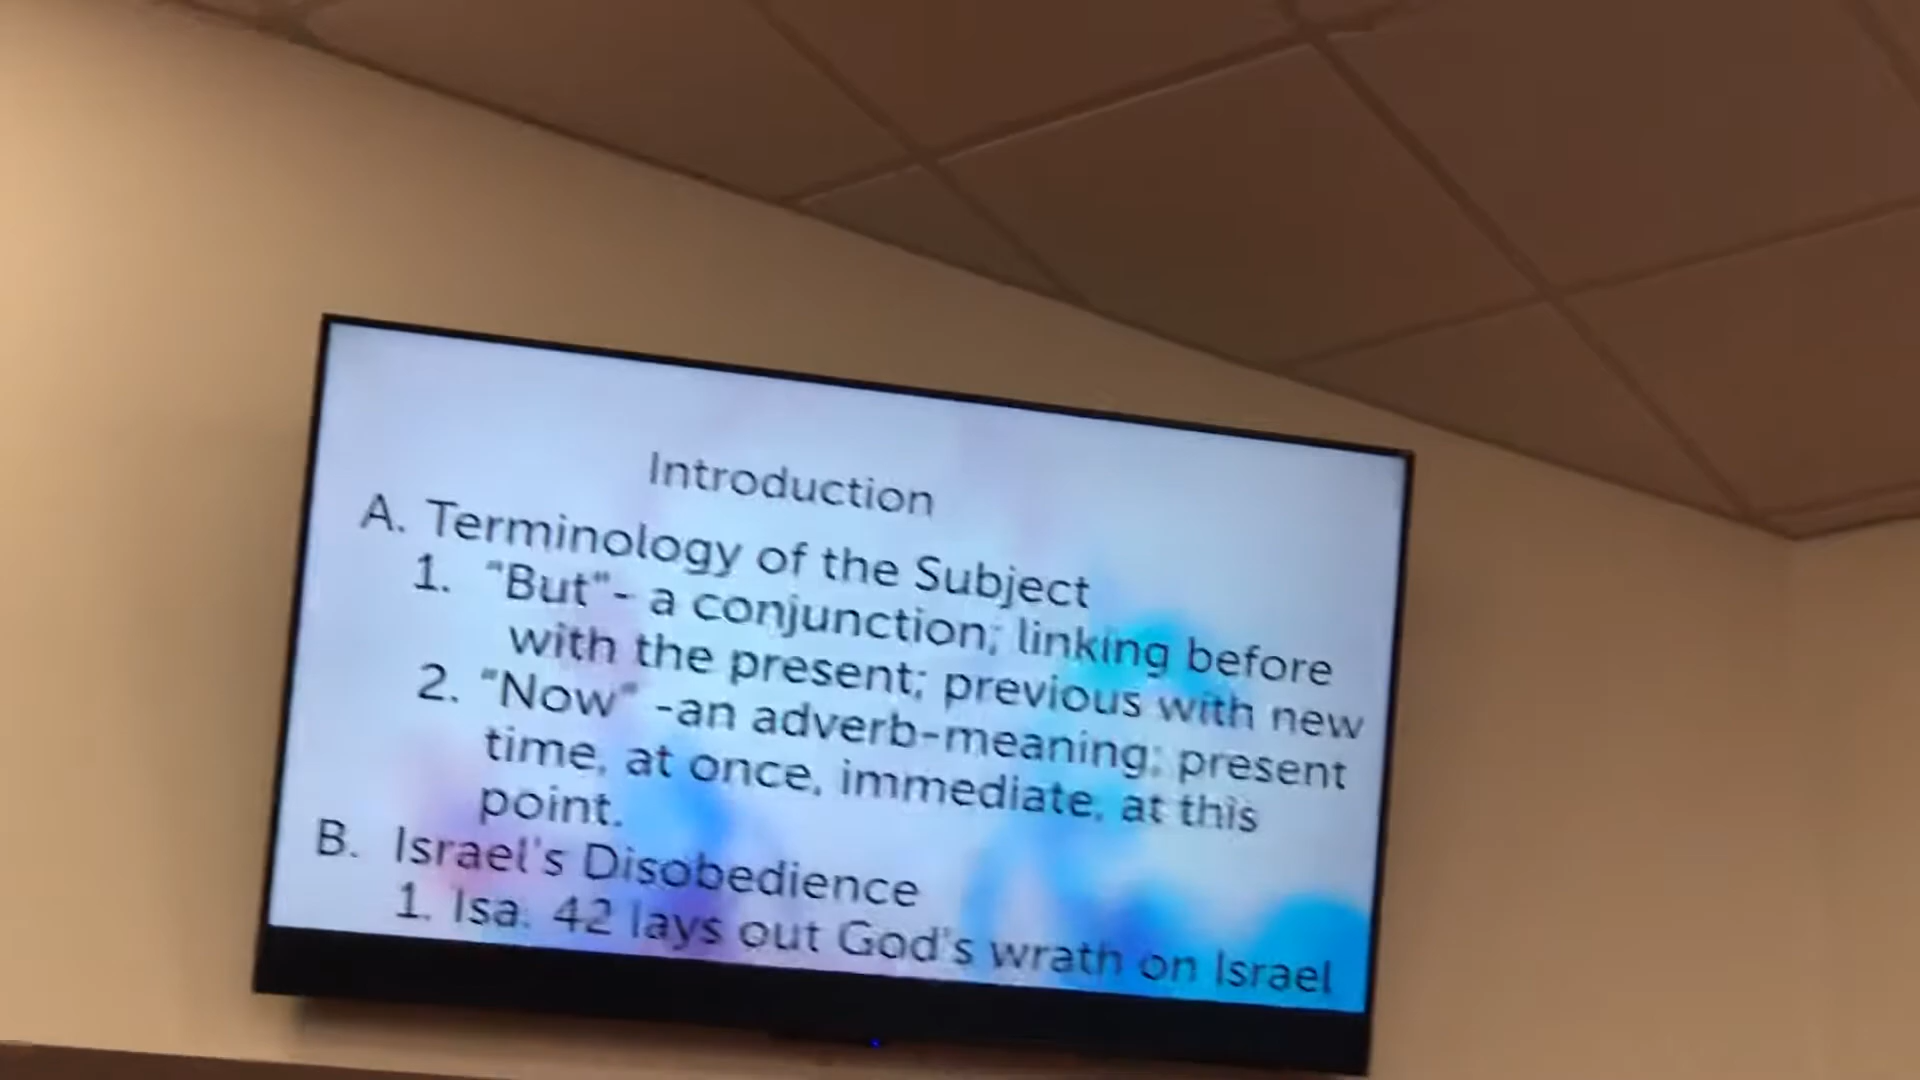 Introduction
A. Terminology of the Subject
1. "But"- a conjunction; linking before
with the present; previous with new
2. "Now" -an adverb-meaning; present
time, at once, immediate, at this
point.
B. Israel's Disobedience
1. Isa. 42 lays out God's wrath on Israel